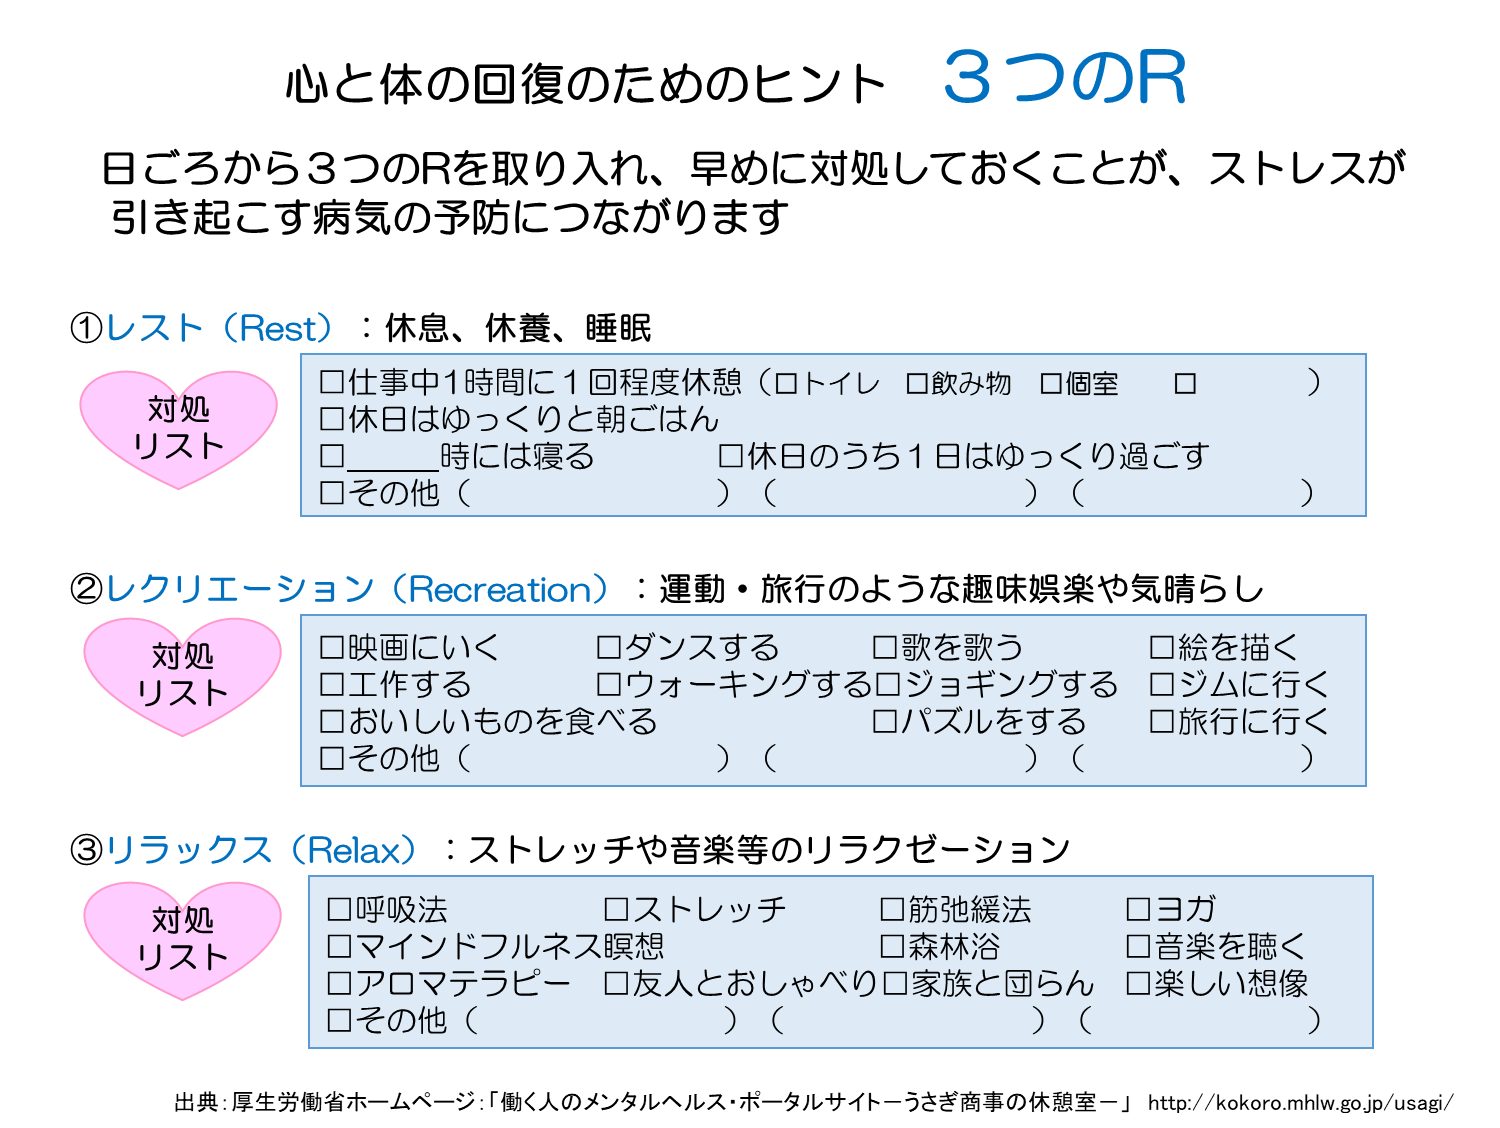 心と体の回復のためのヒント　３つのR
日ごろから３つのRを取り入れ、早めに対処しておくことが、ストレスが
引き起こす病気の予防につながります
①レスト（Rest）：休息、休養、睡眠
対処
リスト
□仕事中1時間に１回程度休憩（□トイレ　□飲み物　□個室　　□　　　　）
□休日はゆっくりと朝ごはん
□_____時には寝る　　　　□休日のうち１日はゆっくり過ごす
□その他（　　　　　　　　）（　　　　　　　　）（　　　　　　　）
②レクリエーション（Recreation）：運動・旅行のような趣味娯楽や気晴らし
対処
リスト
□映画にいく　　　□ダンスする　　　□歌を歌う　　　　□絵を描く
□工作する　　　　□ウォーキングする□ジョギングする　□ジムに行く
□おいしいものを食べる　　　　　　　□パズルをする　　□旅行に行く
□その他（　　　　　　　　）（　　　　　　　　）（　　　　　　　）
③リラックス（Relax）：ストレッチや音楽等のリラクゼーション
対処
リスト
□呼吸法　　　　　□ストレッチ　　　□筋弛緩法　　　□ヨガ
□マインドフルネス瞑想　　　　　　　□森林浴　　　　□音楽を聴く
□アロマテラピー　□友人とおしゃべり□家族と団らん　□楽しい想像
□その他（　　　　　　　　）（　　　　　　　　）（　　　　　　　）
出典：厚生労働省ホームページ：「働く人のメンタルヘルス・ポータルサイトーうさぎ商事の休憩室ー」 http://kokoro.mhlw.go.jp/usagi/